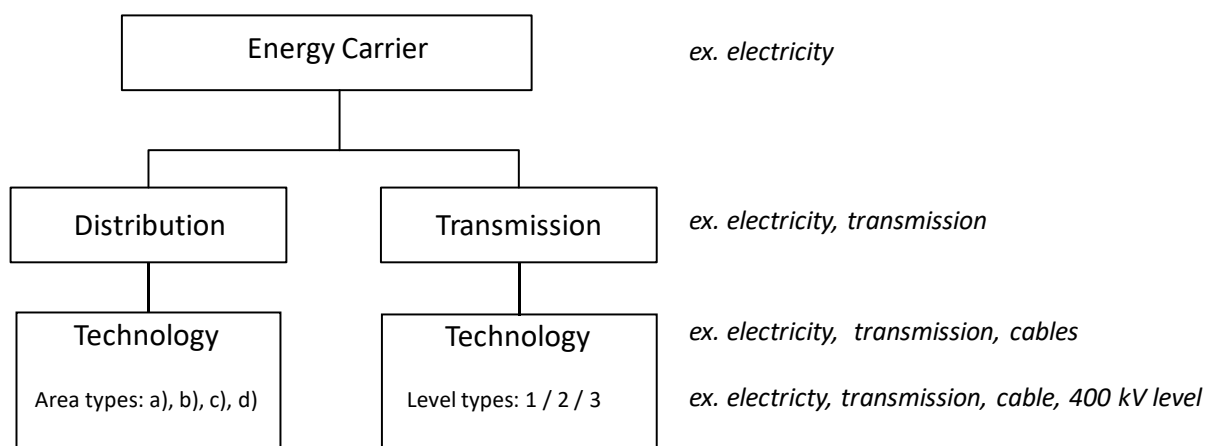 Energy Carrier
ex. electricity
Distribution
Transmission
ex. electricity, transmission
Technology
Technology
ex. electricity, transmission, cables
Area types: a), b), c), d)
Level types: 1 / 2 / 3
ex. electricty, transmission, cable, 400 kV level